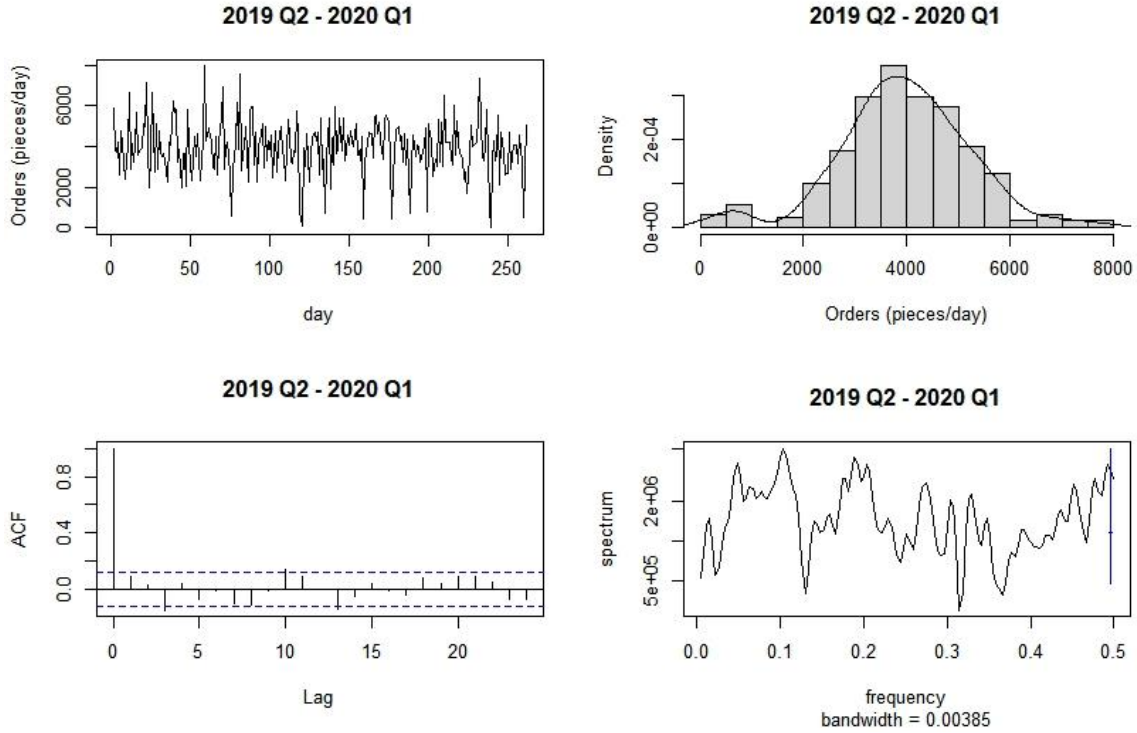 2019 Q2 - 2020 Q1
Orders (pieces/day)
0 2000 6000
0 50 100 150 200 250
day
2019 Q2 - 2020 Q1
Density
0e+00 2e-04
0 2000 4000 6000 8000
Orders (pieces/day)
2019 Q2 - 2020 Q1
ACF
0.0 0.4 0.8
0 5 10 15 20
Lag
2019 Q2 - 2020 Q1
spectrum
5e+05 2e+06
0.0 0.1 0.2 0.3 0.4 0.5
frequency
bandwidth = 0.00385